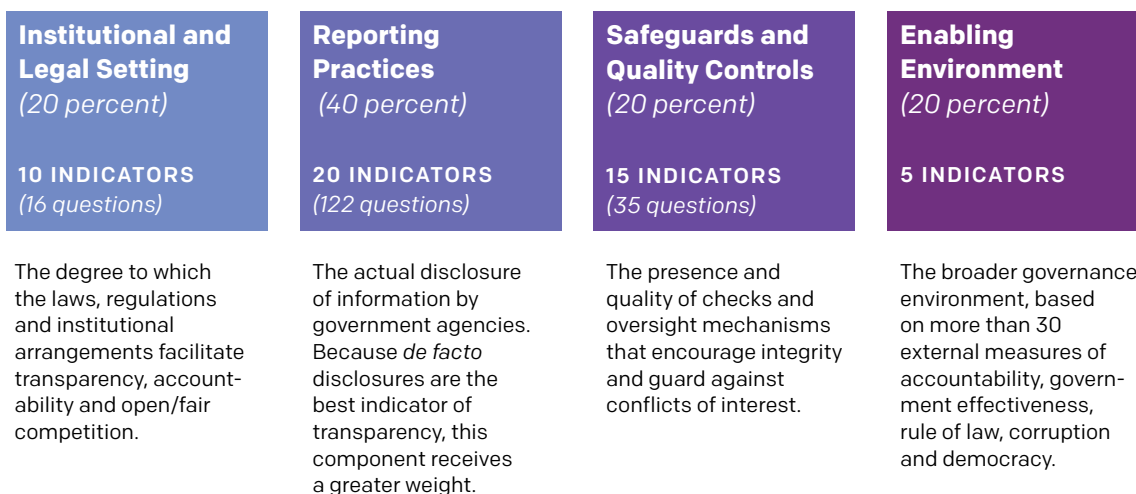 Institutional and
Legal Setting
(20 percent)
10 INDICATORS
(16 questions)
The degree to which
the laws, regulations
and institutional
arrangements facilitate
transparency, account-
ability and open/fair
competition.
Reporting
Practices
(40 percent)
20 INDICATORS
(122 questions)
The actual disclosure
of information by
government agencies.
Because de facto
disclosures are the
best indicator of
transparency, this
component receives
a greater weight.
Safeguards and
Quality Controls
(20 percent)
15 INDICATORS
(35 questions)
The presence and
quality of checks and
oversight mechanisms
that encourage integrity
and guard against
conflicts of interest.
Enabling
Environment
(20 percent)
5 INDICATORS
The broader governance
environment, based
on more than 30
external measures of
accountability, govern-
ment effectiveness,
rule of law, corruption
and democracy.